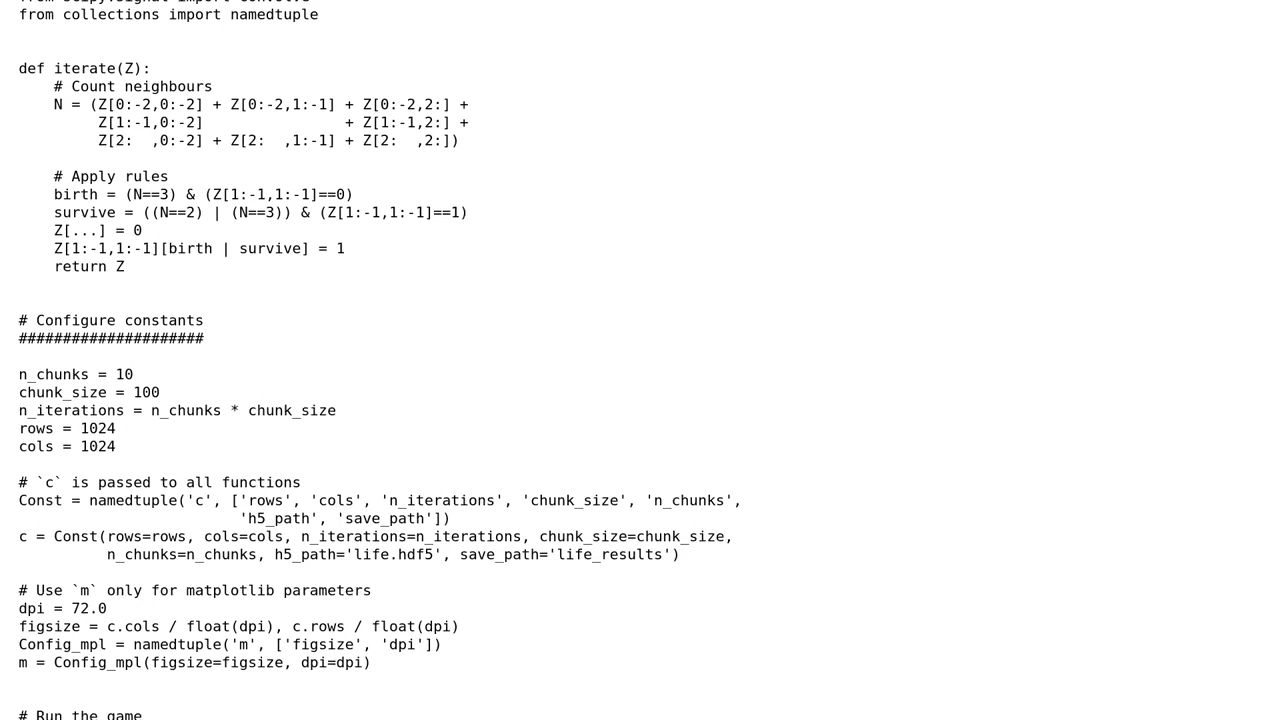 from scipy.signal import convolve
from collections import namedtuple
def iterate(Z):
    # Count neighbours
    N = (Z[0:-2,0:-2] + Z[0:-2,1:-1] + Z[0:-2,2:] +
         Z[1:-1,0:-2]                + Z[1:-1,2:] +
         Z[2:  ,0:-2] + Z[2:  ,1:-1] + Z[2:  ,2:])
    # Apply rules
    birth = (N==3) & (Z[1:-1,1:-1]==0)
    survive = ((N==2) | (N==3)) & (Z[1:-1,1:-1]==1)
    Z[...] = 0
    Z[1:-1,1:-1][birth | survive] = 1
    return Z
# Configure constants
#####################
n_chunks = 10
chunk_size = 100
n_iterations = n_chunks * chunk_size
rows = 1024
cols = 1024
# `c` is passed to all functions
Const = namedtuple('c', ['rows', 'cols', 'n_iterations', 'chunk_size', 'n_chunks',
                         'h5_path', 'save_path'])
c = Const(rows=rows, cols=cols, n_iterations=n_iterations, chunk_size=chunk_size,
          n_chunks=n_chunks, h5_path='life.hdf5', save_path='life_results')
# Use `m` only for matplotlib parameters
dpi = 72.0
figsize = c.cols / float(dpi), c.rows / float(dpi)
Config_mpl = namedtuple('m', ['figsize', 'dpi'])
m = Config_mpl(figsize=figsize, dpi=dpi)
# Run the game